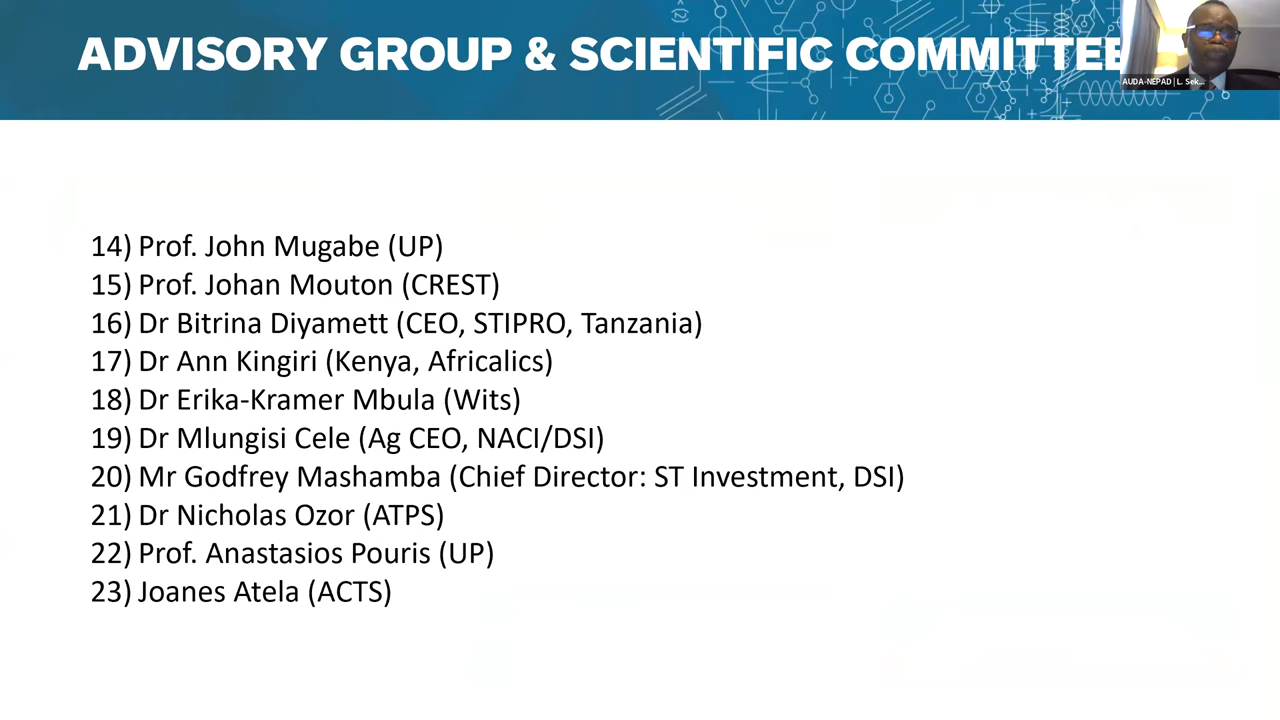 ADVISORY GROUP & SCIENTIFIC COMMITTEE
AUDA-NEPAD | L. Sek...
14) Prof. John Mugabe (UP)
15) Prof. Johan Mouton (CREST)
16) Dr Bitrina Diyamett (CEO, STIPRO, Tanzania)
17) Dr Ann Kingiri (Kenya, Africalics)
18) Dr Erika-Kramer Mbula (Wits)
19) Dr Mlungisi Cele (Ag CEO, NACI/DSI)
20) Mr Godfrey Mashamba (Chief Director: ST Investment, DSI)
21) Dr Nicholas Ozor (ATPS)
22) Prof. Anastasios Pouris (UP)
23) Joanes Atela (ACTS)